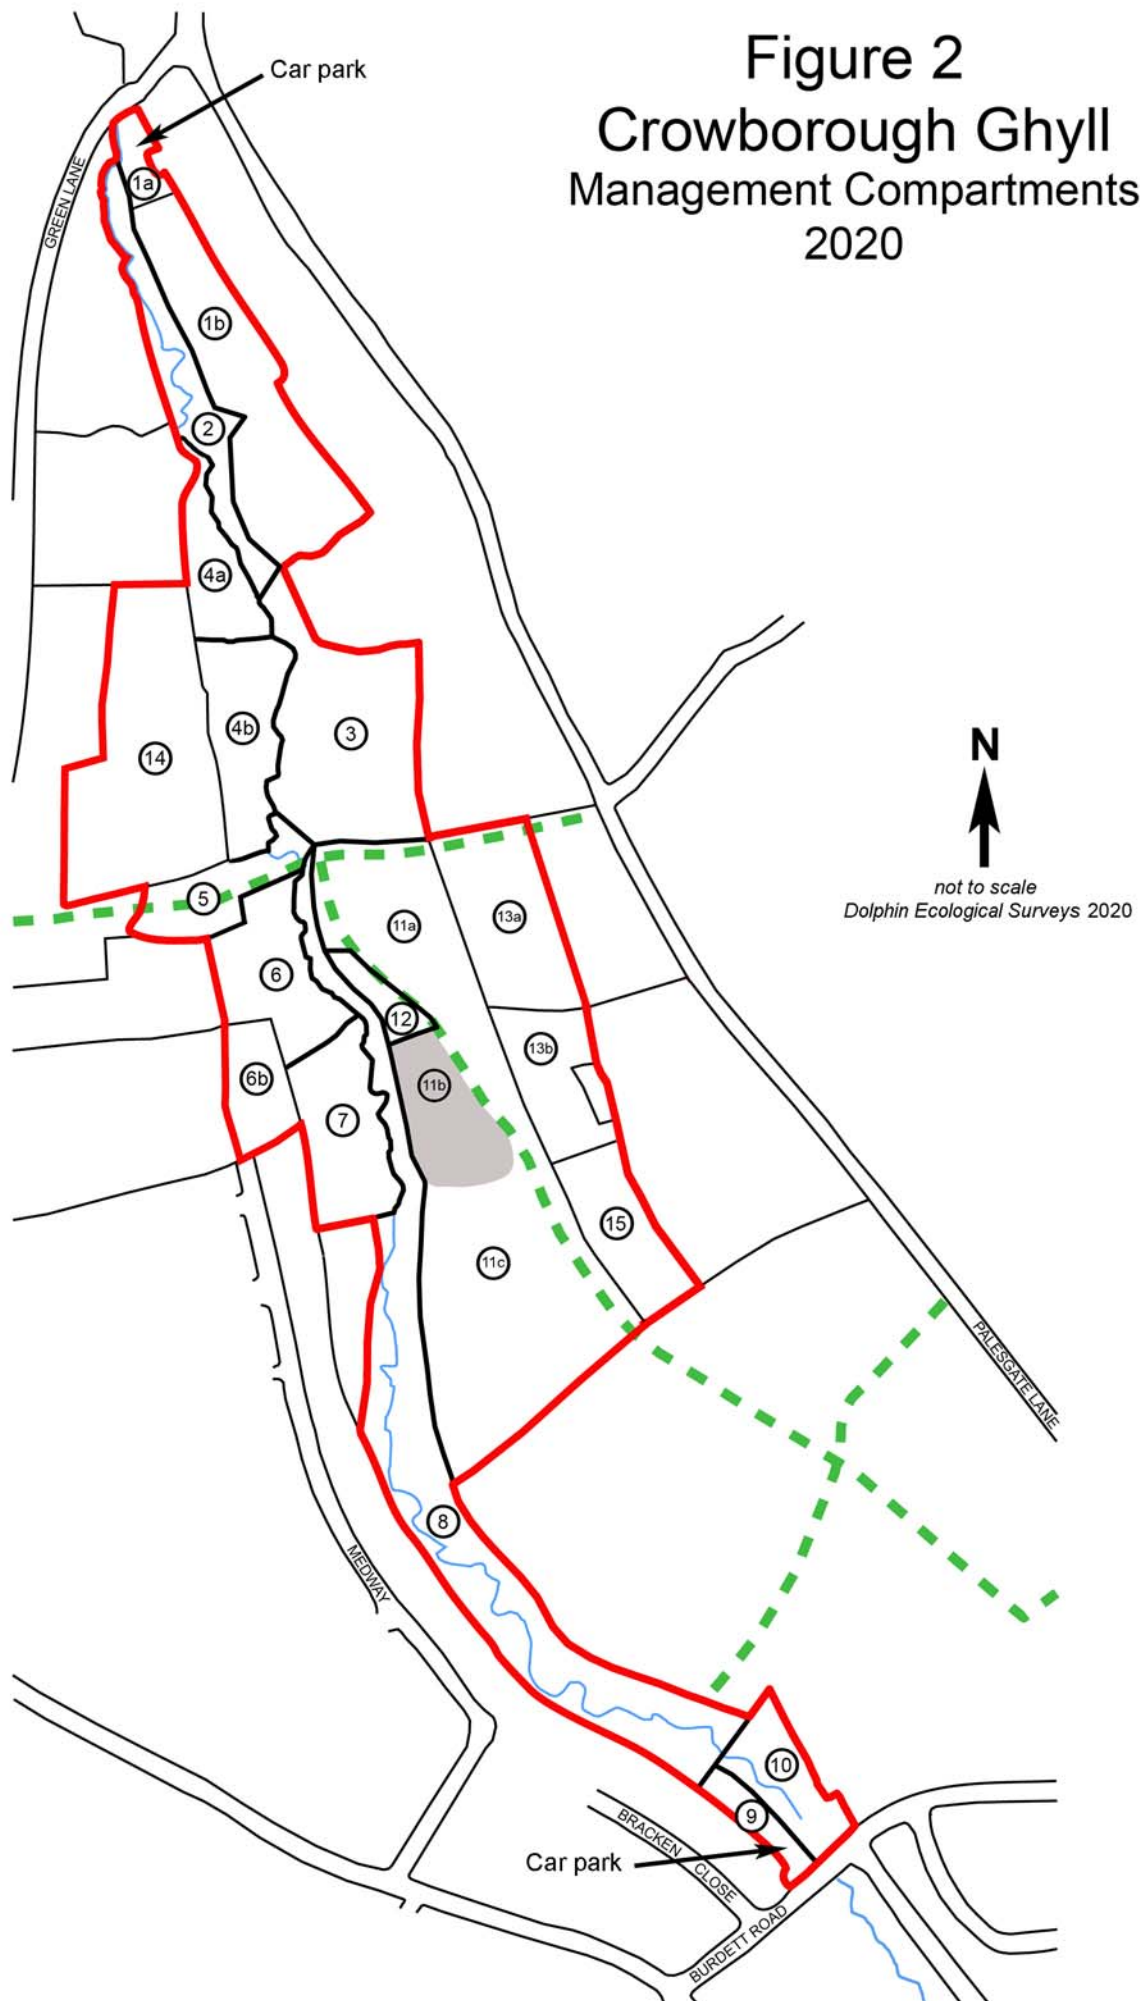 Figure 2
Crowborough Ghyll
Management Compartments
2020
Car park
GREEN LANE
1a
1b
2
4a
4b
3
14
N
not to scale
Dolphin Ecological Surveys 2020
5
11a
13a
6
12
13b
6b
11b
7
15
11c
PALESGATE LANE
8
MEDWAY
10
9
BRACKEN CLOSE
Car park
BURDETT ROAD